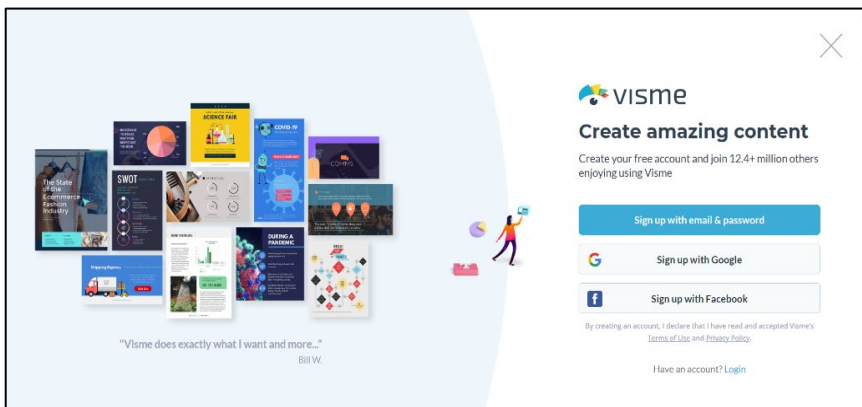 SCIENCE FAIR
COVID-19
COMMS
The State
of the
Ecommerce
Fashion
Industry
SWOT
DURING A
PANDEMIC
Shipping Express
"Visme does exactly what I want and more..."
Bill W.
visme
Create amazing content
Create your free account and join 12.4+ million others
enjoying using Visme
Sign up with email & password
Sign up with Google
Sign up with Facebook
By creating an account, I declare that I have read and accepted Visme's
Terms of Use and Privacy Policy.
Have an account? Login